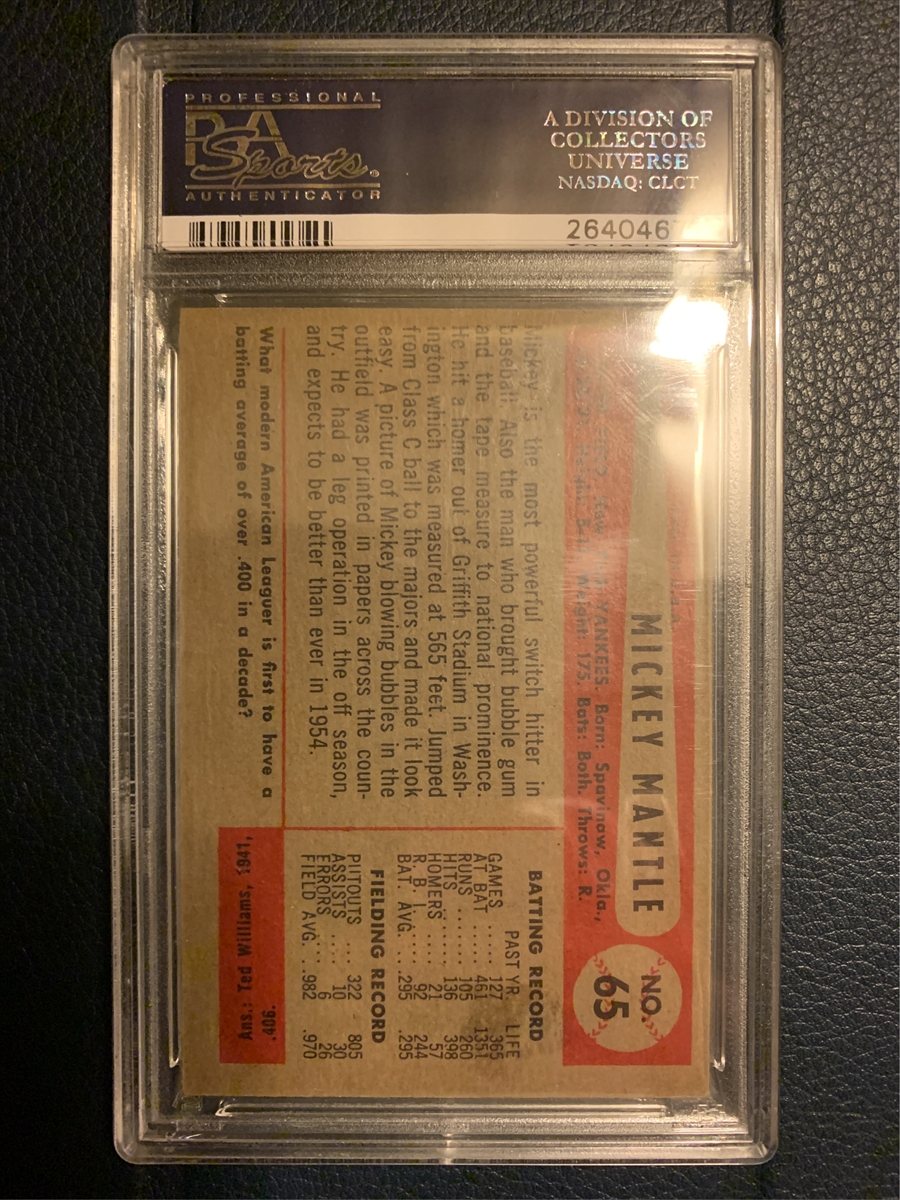 PROFESSIONAL
PSA
Sports.
AUTHENTICATOR
A DIVISION OF
COLLECTORS
UNIVERSE
NASDAQ: CLCT
2640467
MICKEY MANTLE
NO.
65
YANKEES. Born: Spavinaw, Okla.,
Weight: 175. Bats: Both. Throws: R.
Mickey is the most powerful switch hitter in
baseball. Also the man who brought bubble gum
and the tape measure to national prominence.
He hit a homer out of Griffith Stadium in Wash-
ington which was measured at 565 feet. Jumped
from Class C ball to the majors and made it look
easy. A picture of Mickey blowing bubbles in the
outfield was printed in papers across the coun-
try. He had a leg operation in the off season,
and expects to be better than ever in 1954.
BATTING RECORD
PAST YR. LIFE
GAMES ..... 127 365
AT BAT ..... 461 1351
RUNS ..... 105 260
HITS ..... 136 398
HOMERS ..... 21 57
R. B. I. ..... 92 244
BAT. AVG. ... .295 .295
FIELDING RECORD
PUTOUTS ... 322 805
ASSISTS ... 10 30
ERRORS ... 6 26
FIELD AVG. .982 .970
What modern American Leaguer is first to have a
batting average of over .400 in a decade?
Ans.: Ted Williams, 1941,
.406.